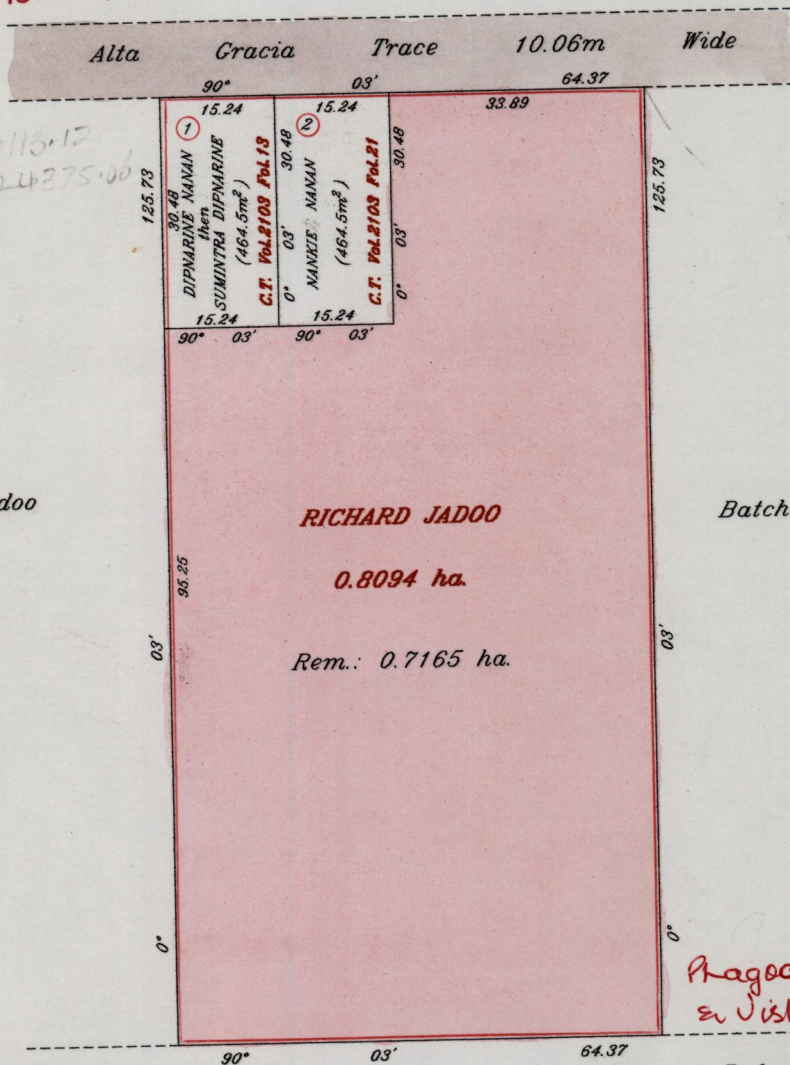 Alta Gracia Trace 10.06m Wide
90° 03' 64.37
15.24 15.24 33.89
1
2
125.73
30.48
DIPNARINE NANAN
then
SUMINTRA DIPNARINE
(464.5m²)
C.T. Vol.2103 Fol.13
0° 03' 30.48
NANKIE NANAN
(464.5m²)
C.T. Vol.2103 Fol.21
0° 03' 30.48
125.73
15.24 15.24
90° 03' 90° 03'
doo
RICHARD JADOO
Batch
0.8094 ha.
95.25
03'
Rem.: 0.7165 ha.
03'
0°
0°
90° 03' 64.37